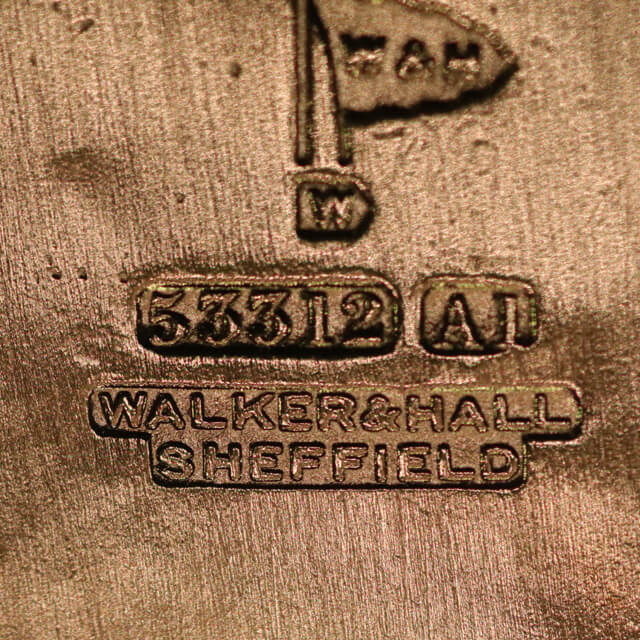 W & H
W
53312 A1
WALKER & HALL
SHEFFIELD